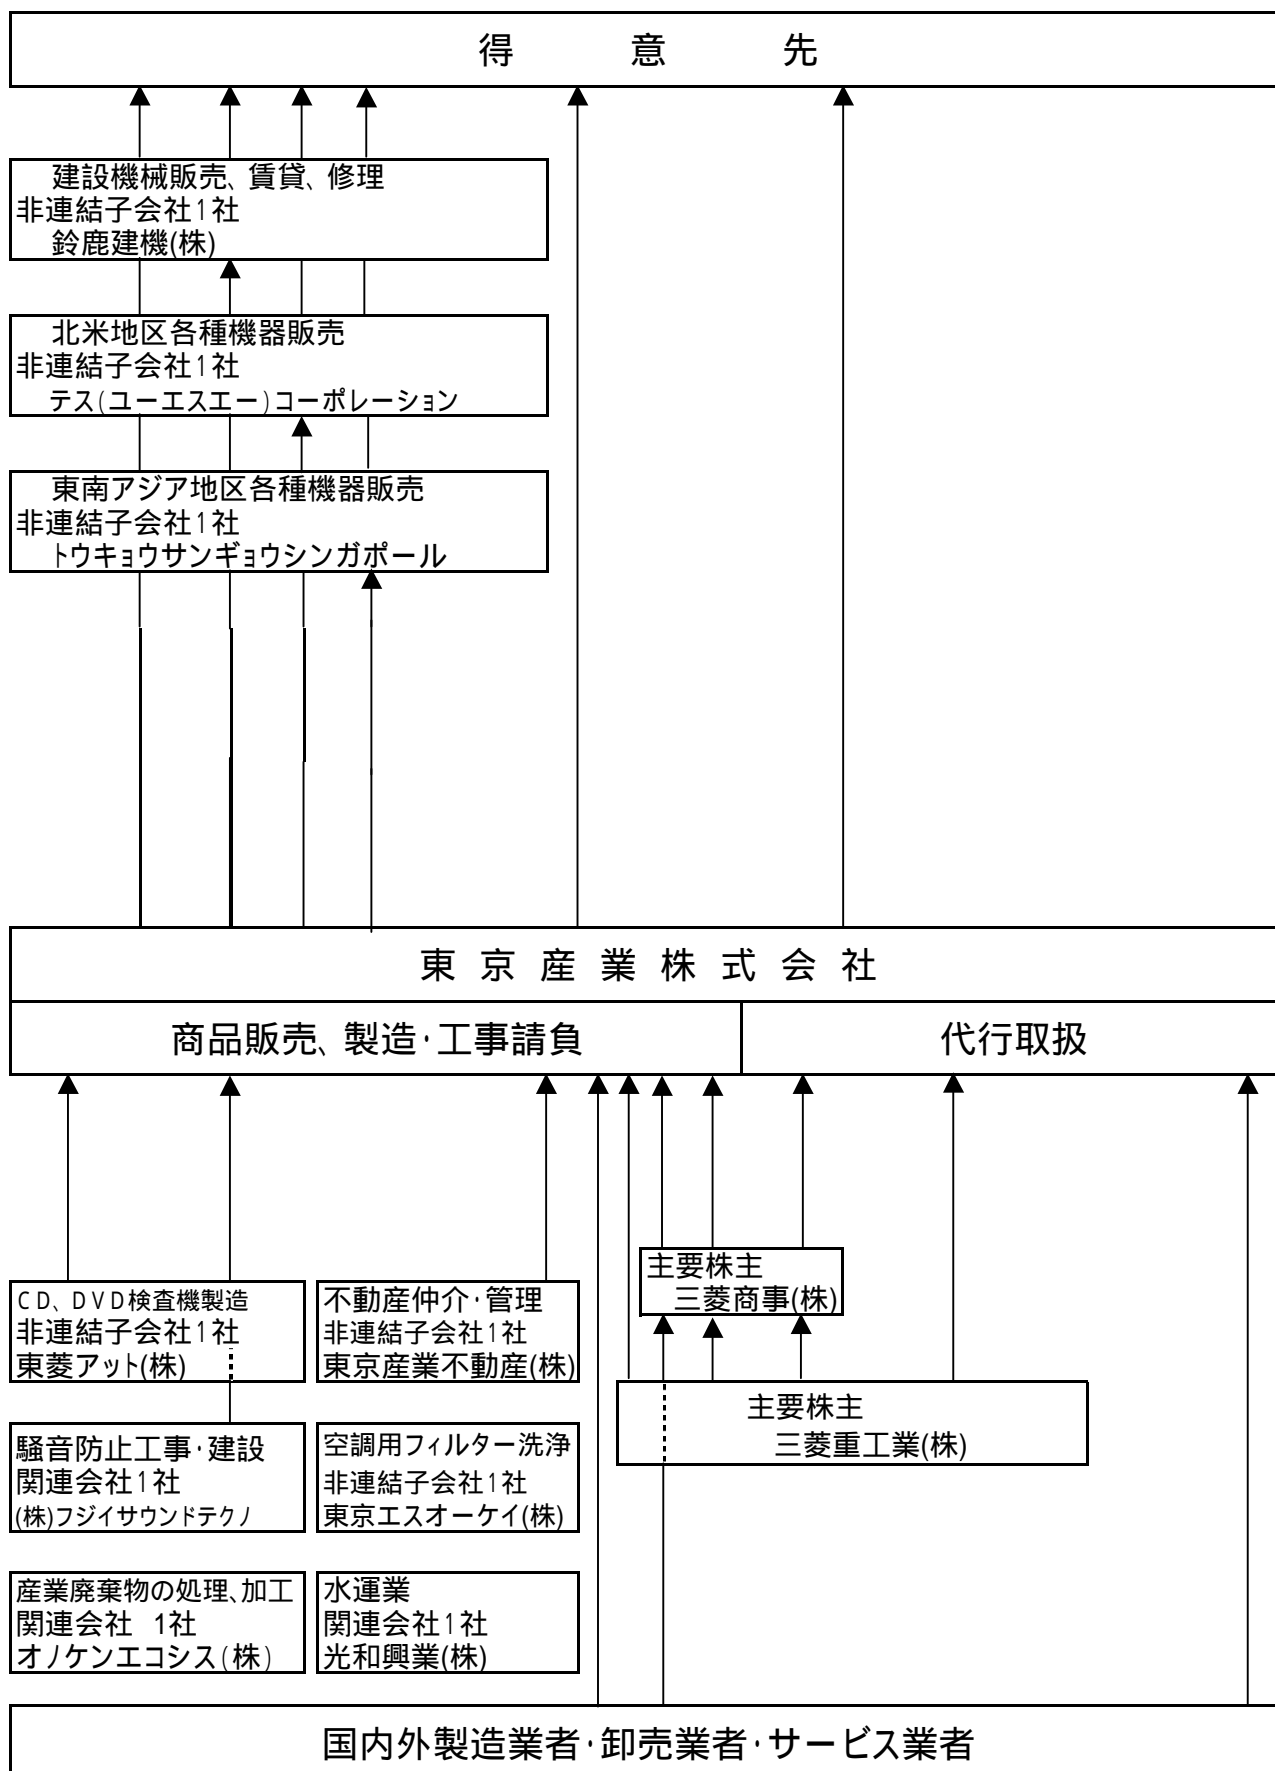 得意先
建設機械販売、賃貸、修理
非連結子会社1社
鈴鹿建機(株)
北米地区各種機器販売
非連結子会社1社
テス(ユーエスエー)コーポレーション
東南アジア地区各種機器販売
非連結子会社1社
トウキョウサンギョウシンガポール
東京産業株式会社
商品販売、製造・工事請負
代行取扱
主要株主
三菱商事(株)
CD、DVD検査機製造
非連結子会社1社
東菱アット(株)
不動産仲介・管理
非連結子会社1社
東京産業不動産(株)
主要株主
三菱重工業(株)
騒音防止工事・建設
関連会社1社
(株)フジイサウンドテクノ
空調用フィルター洗浄
非連結子会社1社
東京エスオーケイ(株)
産業廃棄物の処理、加工
関連会社 1社
オノケンエコシス(株)
水運業
関連会社1社
光和興業(株)
国内外製造業者・卸売業者・サービス業者